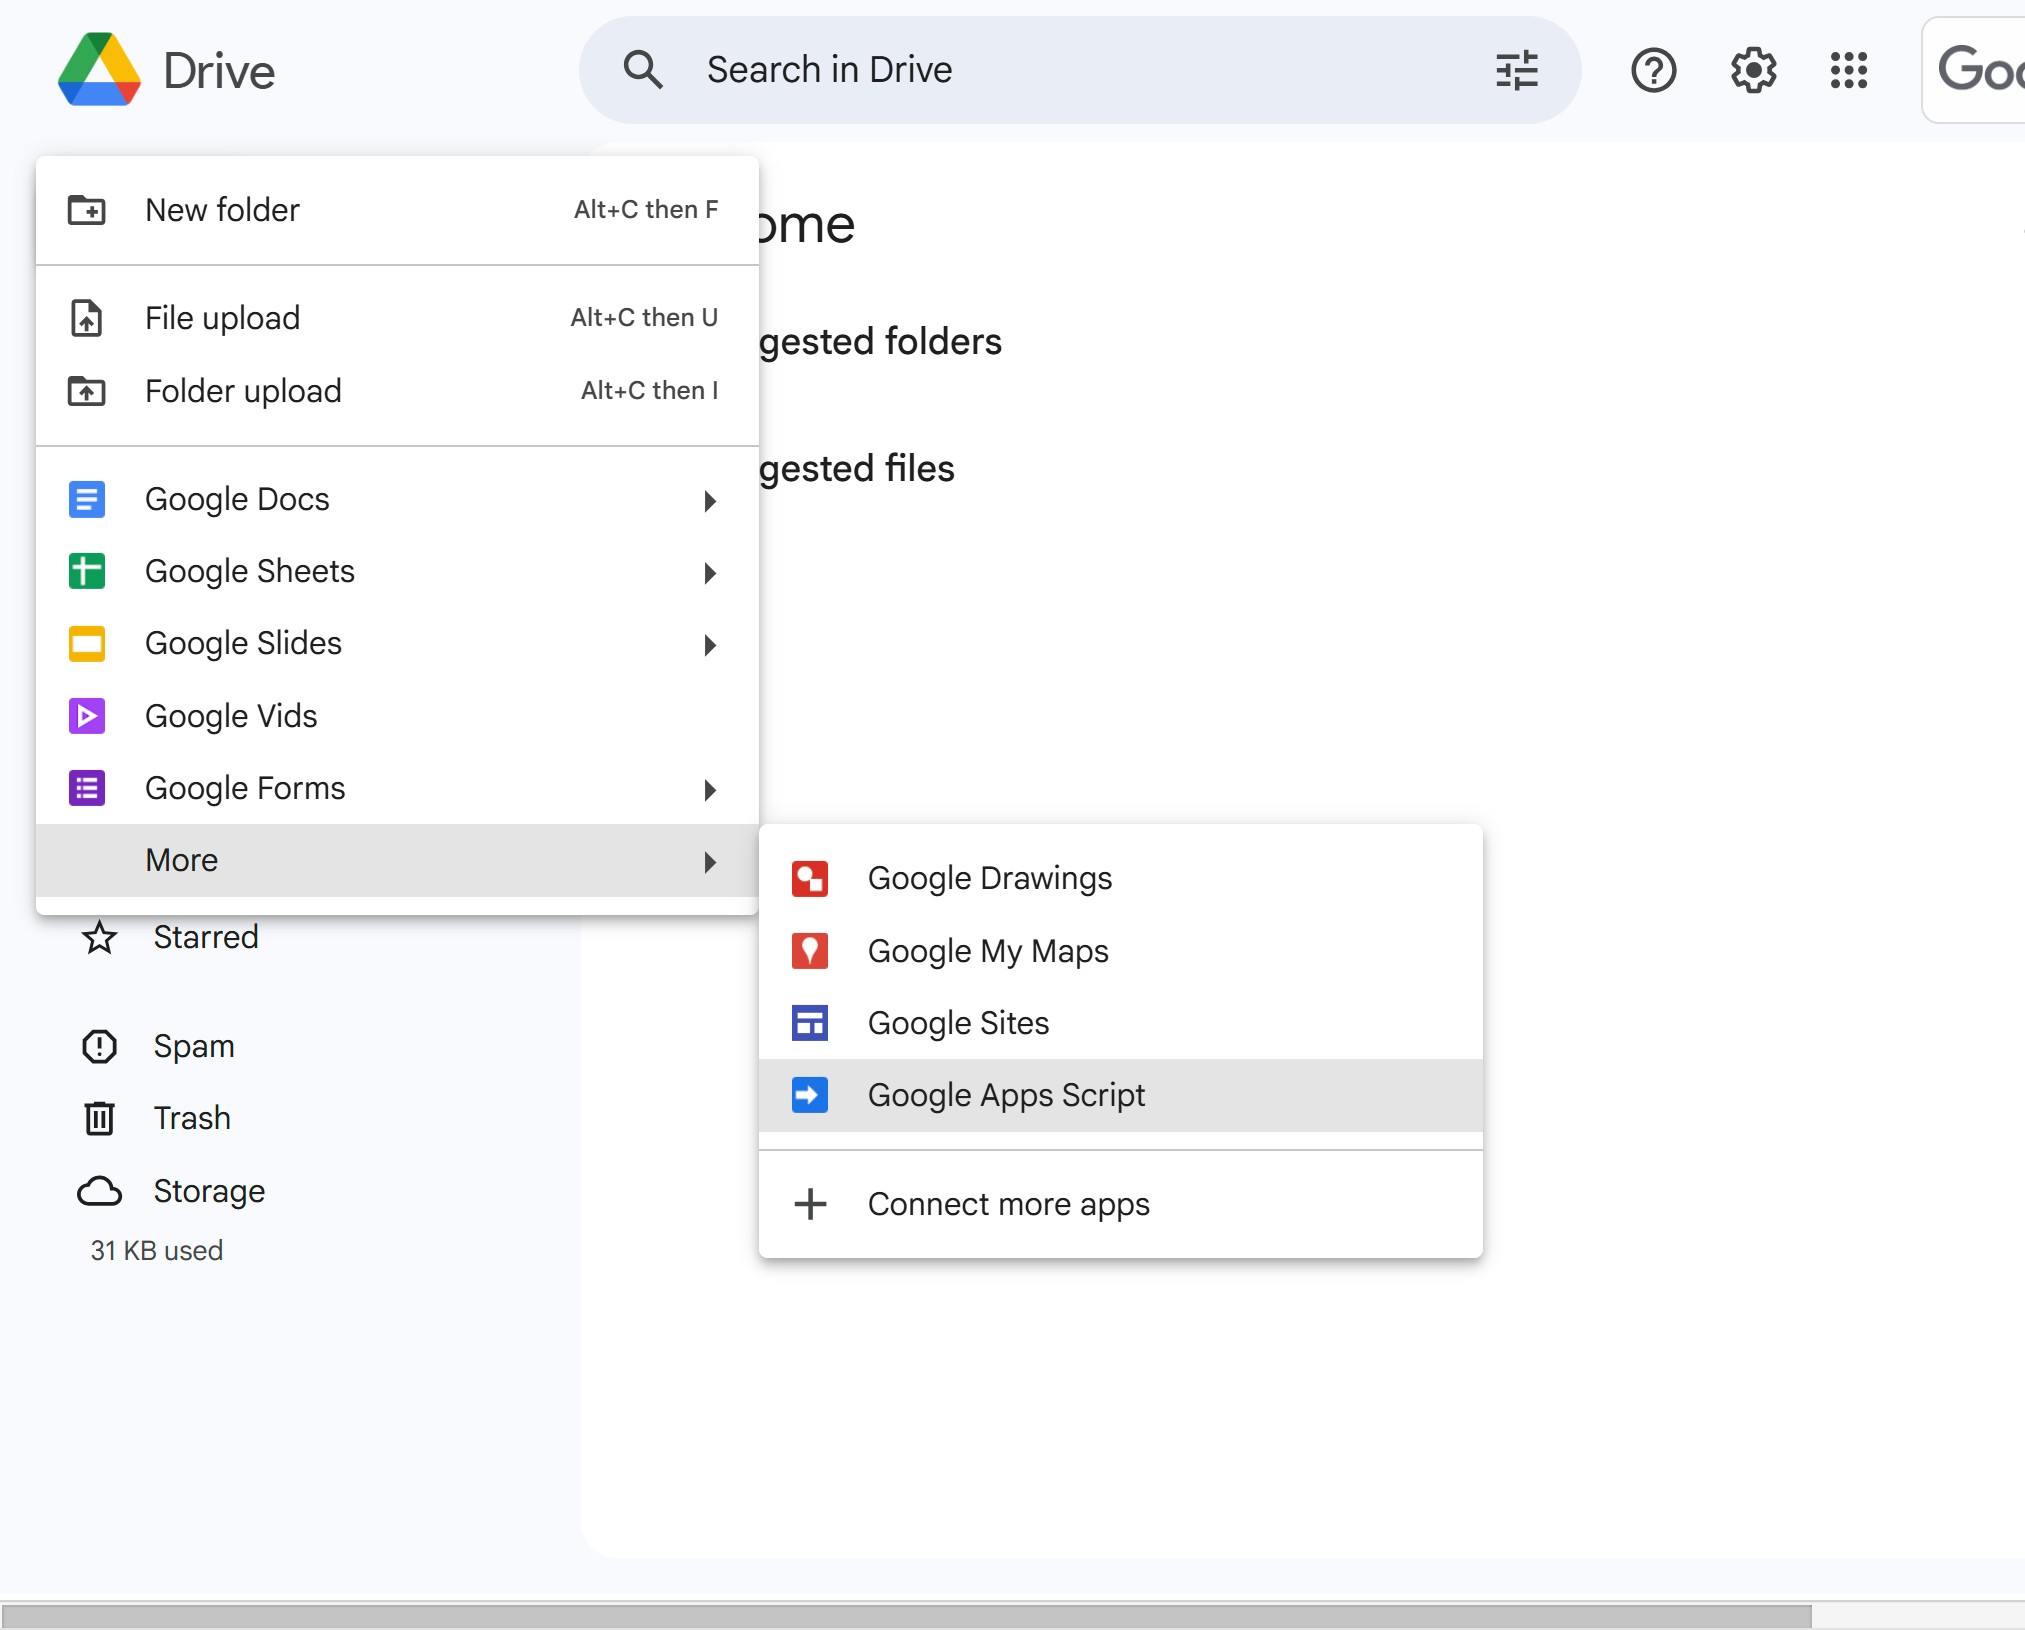 Drive
Search in Drive
Goo
New folder Alt+C then F
ome
File upload Alt+C then U
gested folders
Folder upload Alt+C then I
gested files
Google Docs
Google Sheets
Google Slides
Google Vids
Google Forms
More
Google Drawings
Starred
Google My Maps
Google Sites
Spam
Google Apps Script
Trash
Storage
Connect more apps
31 KB used